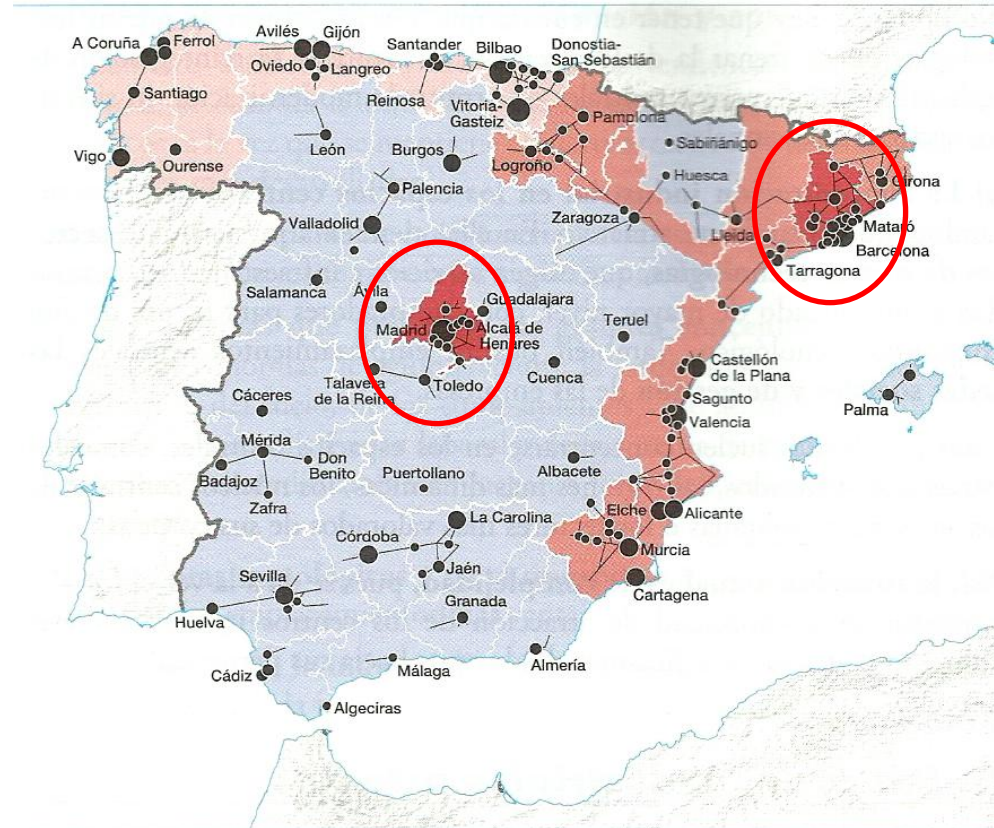 A Coruña
Ferrol
Santiago
Vigo
Ourense
Avilés
Gijón
Oviedo
Langreo
Santander
Reinosa
Bilbao
Donostia-
San Sebastián
Vitoria-
Gasteiz
Pamplona
Logroño
León
Burgos
Palencia
Valladolid
Sabiñánigo
Huesca
Zaragoza
Lleida
Girona
Mataró
Barcelona
Tarragona
Salamanca
Ávila
Guadalajara
Madrid
Alcalá de
Henares
Teruel
Talavera
de la Reina
Toledo
Cuenca
Castellón
de la Plana
Sagunto
Valencia
Palma
Cáceres
Mérida
Don
Benito
Badajoz
Zafra
Puertollano
Albacete
Elche
Alicante
La Carolina
Córdoba
Murcia
Cartagena
Jaén
Sevilla
Granada
Huelva
Cádiz
Málaga
Almería
Algeciras